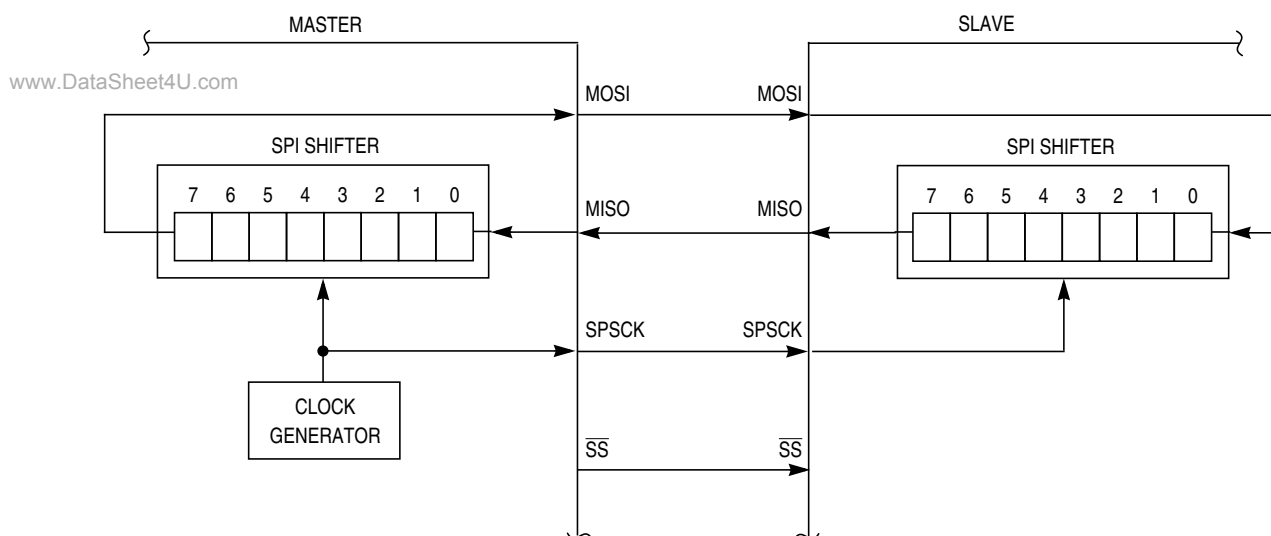 MASTER
SLAVE
www.DataSheet4U.com
MOSI
MOSI
SPI SHIFTER
SPI SHIFTER
7 6 5 4 3 2 1 0
7 6 5 4 3 2 1 0
MISO
MISO
SPSCK
SPSCK
CLOCK
GENERATOR
SS
SS